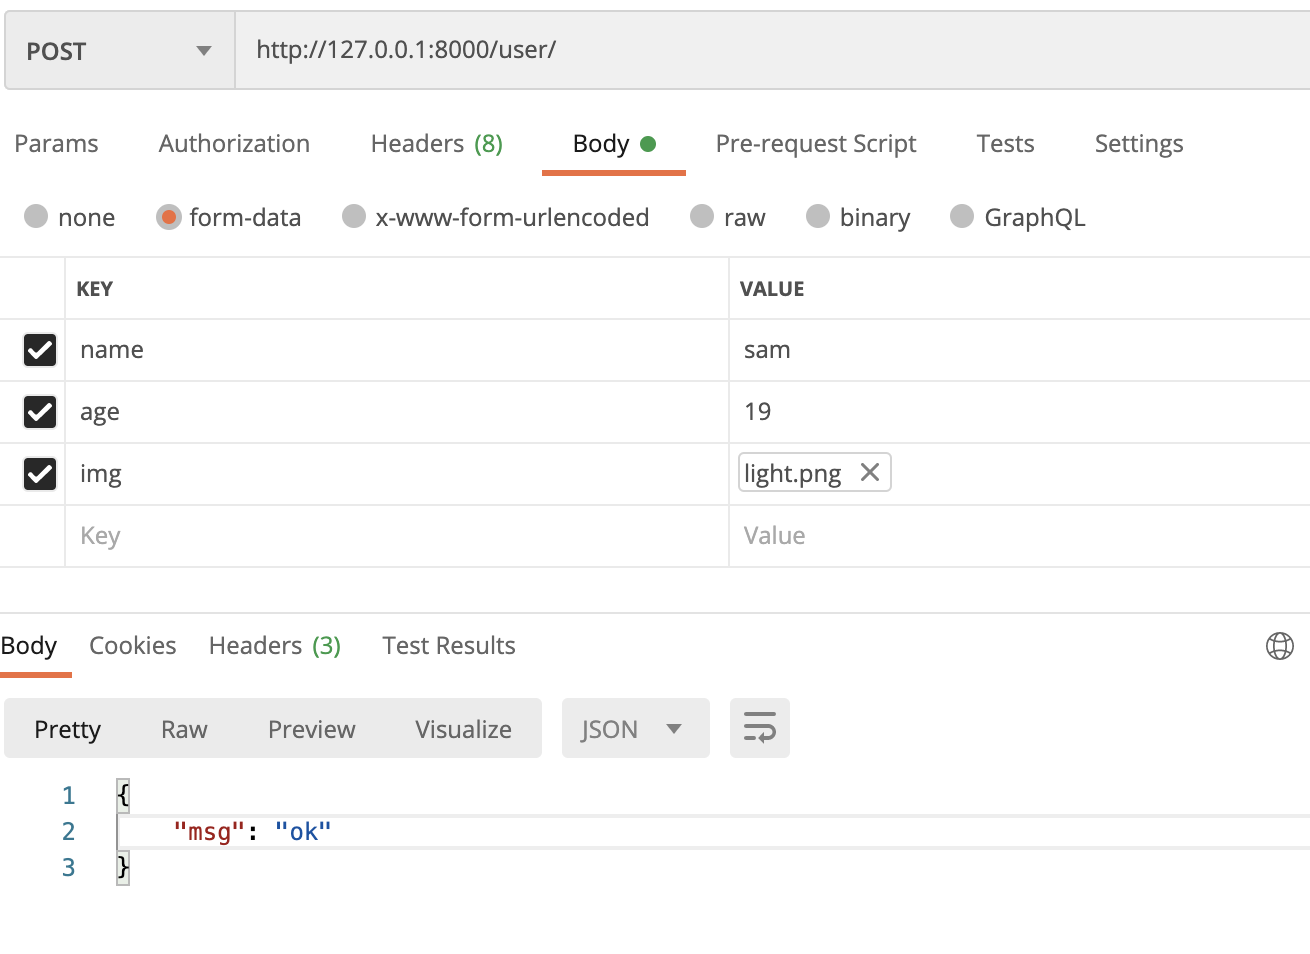 POST http://127.0.0.1:8000/user/
Params Authorization Headers (8) Body Pre-request Script Tests Settings
none form-data x-www-form-urlencoded raw binary GraphQL
KEY VALUE
name sam
age 19
img light.png
Key Value
Body Cookies Headers (3) Test Results
Pretty Raw Preview Visualize JSON
1 {
2 "msg": "ok"
3 }